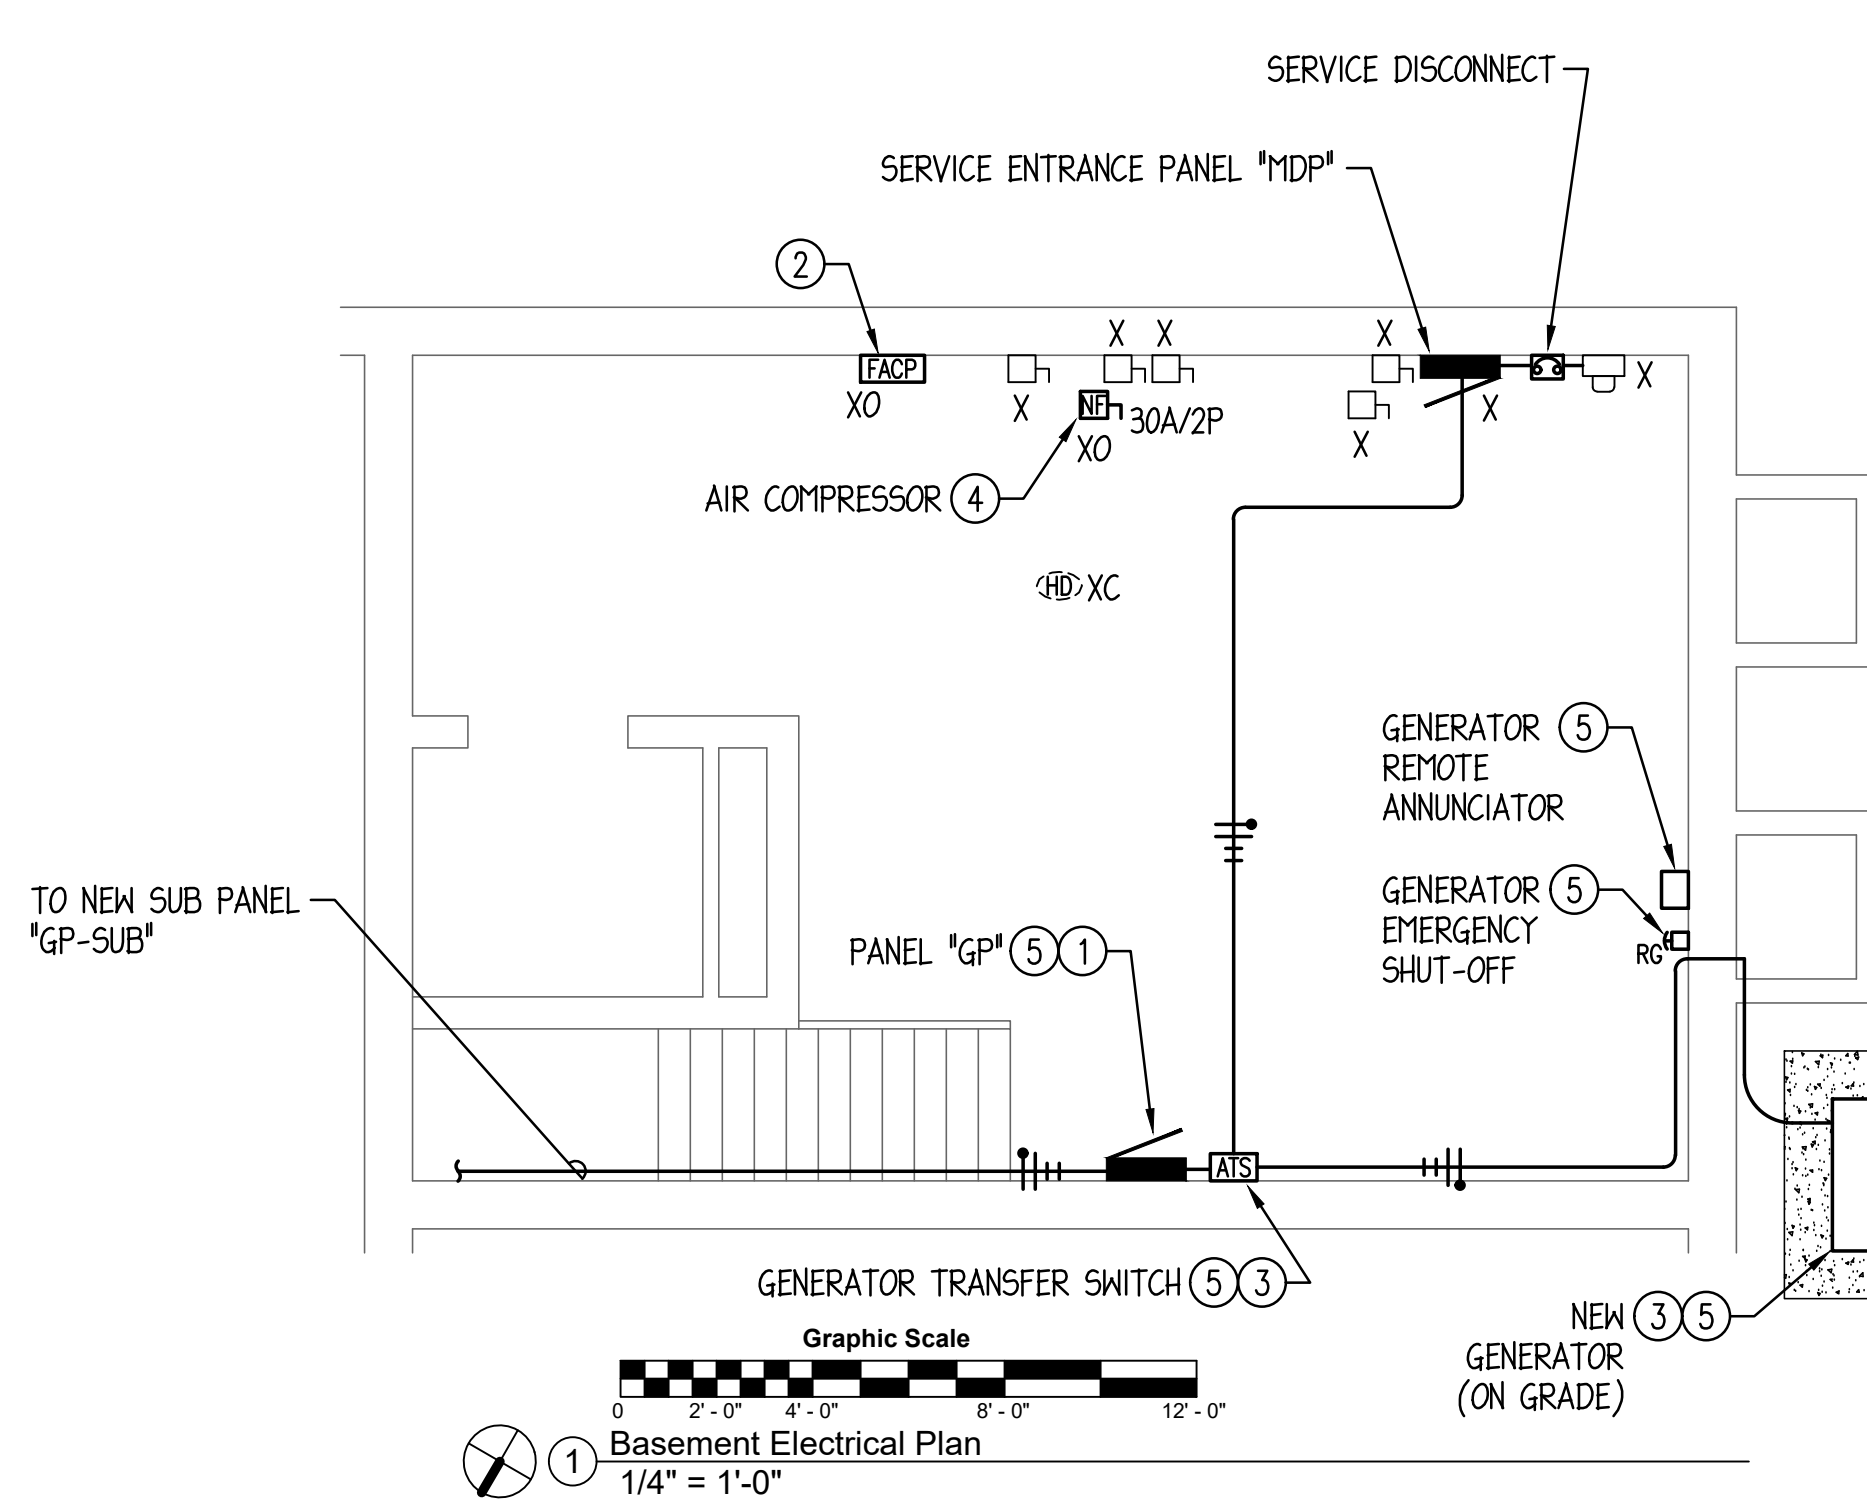 SERVICE DISCONNECT
SERVICE ENTRANCE PANEL "MDP"
2
X X X
FACP
X
XO
X
NF 30A/2P
X
XO
X
AIR COMPRESSOR 4
HD XC
GENERATOR 5
REMOTE
ANNUNCIATOR
TO NEW SUB PANEL
"GP-SUB"
GENERATOR 5
EMERGENCY
SHUT-OFF
RG
PANEL "GP" 5 1
ATS
GENERATOR TRANSFER SWITCH 5 3
NEW 3 5
GENERATOR
(ON GRADE)
Graphic Scale
0 2' - 0" 4' - 0" 8' - 0" 12' - 0"
1 Basement Electrical Plan
1/4" = 1'-0"